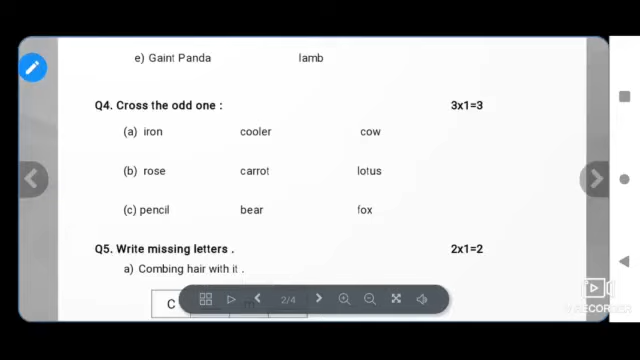 e) Gaint Panda lamb
Q4. Cross the odd one : 3x1=3
(a) iron cooler cow
(b) rose carrot lotus
(c) pencil bear fox
Q5. Write missing letters . 2x1=2
a) Combing hair with it .
C
2/4